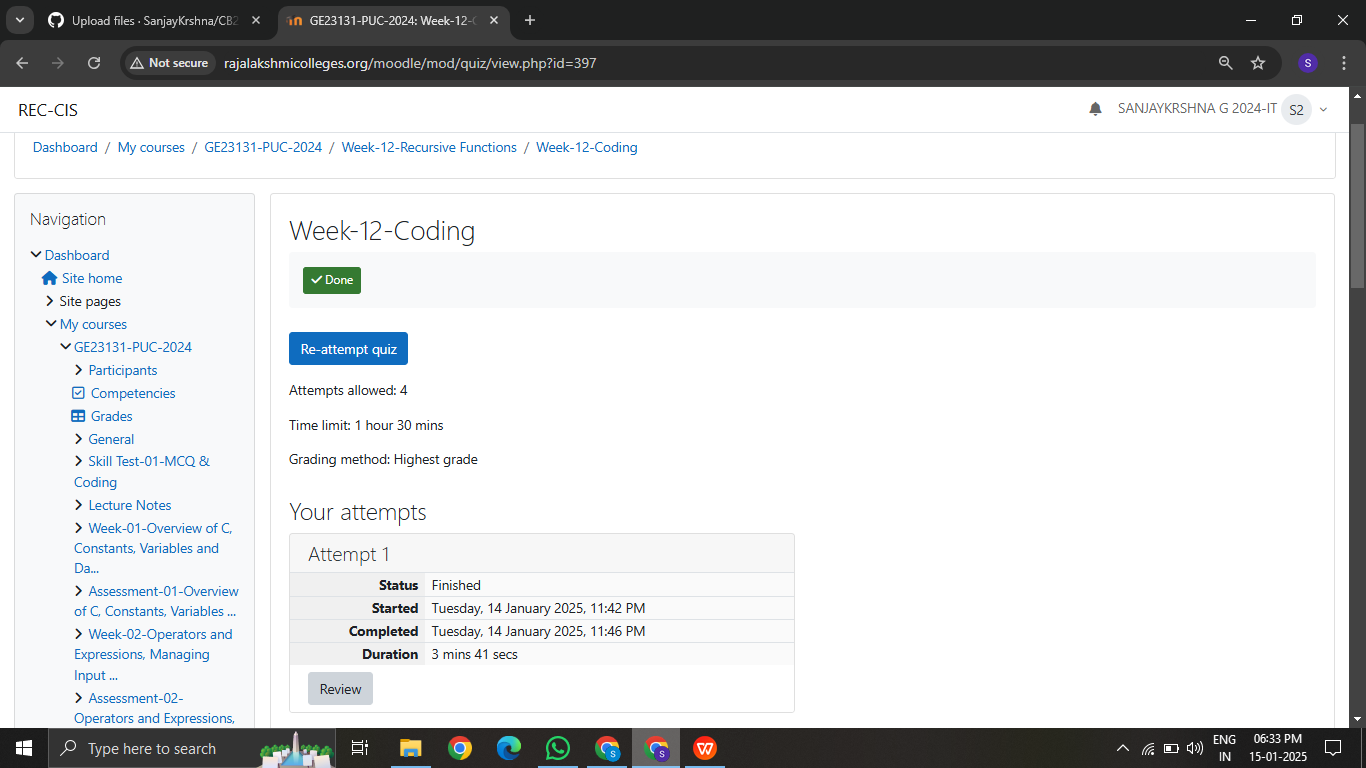 Upload files · SanjayKrshna/CB2
GE23131-PUC-2024: Week-12-C
Not secure
rajalakshmicolleges.org/moodle/mod/quiz/view.php?id=397
S
REC-CIS
SANJAYKRSHNA G 2024-IT
S2
Dashboard / My courses / GE23131-PUC-2024 / Week-12-Recursive Functions / Week-12-Coding
Navigation
Dashboard
Site home
Site pages
My courses
GE23131-PUC-2024
Participants
Competencies
Grades
General
Skill Test-01-MCQ &
Coding
Lecture Notes
Week-01-Overview of C,
Constants, Variables and
Da...
Assessment-01-Overview
of C, Constants, Variables ...
Week-02-Operators and
Expressions, Managing
Input ...
Assessment-02-
Operators and Expressions,
Week-12-Coding
Done
Re-attempt quiz
Attempts allowed: 4
Time limit: 1 hour 30 mins
Grading method: Highest grade
Your attempts
Attempt 1
Status Finished
Started Tuesday, 14 January 2025, 11:42 PM
Completed Tuesday, 14 January 2025, 11:46 PM
Duration 3 mins 41 secs
Review
Type here to search
S
S
W
ENG
IN
06:33 PM
15-01-2025